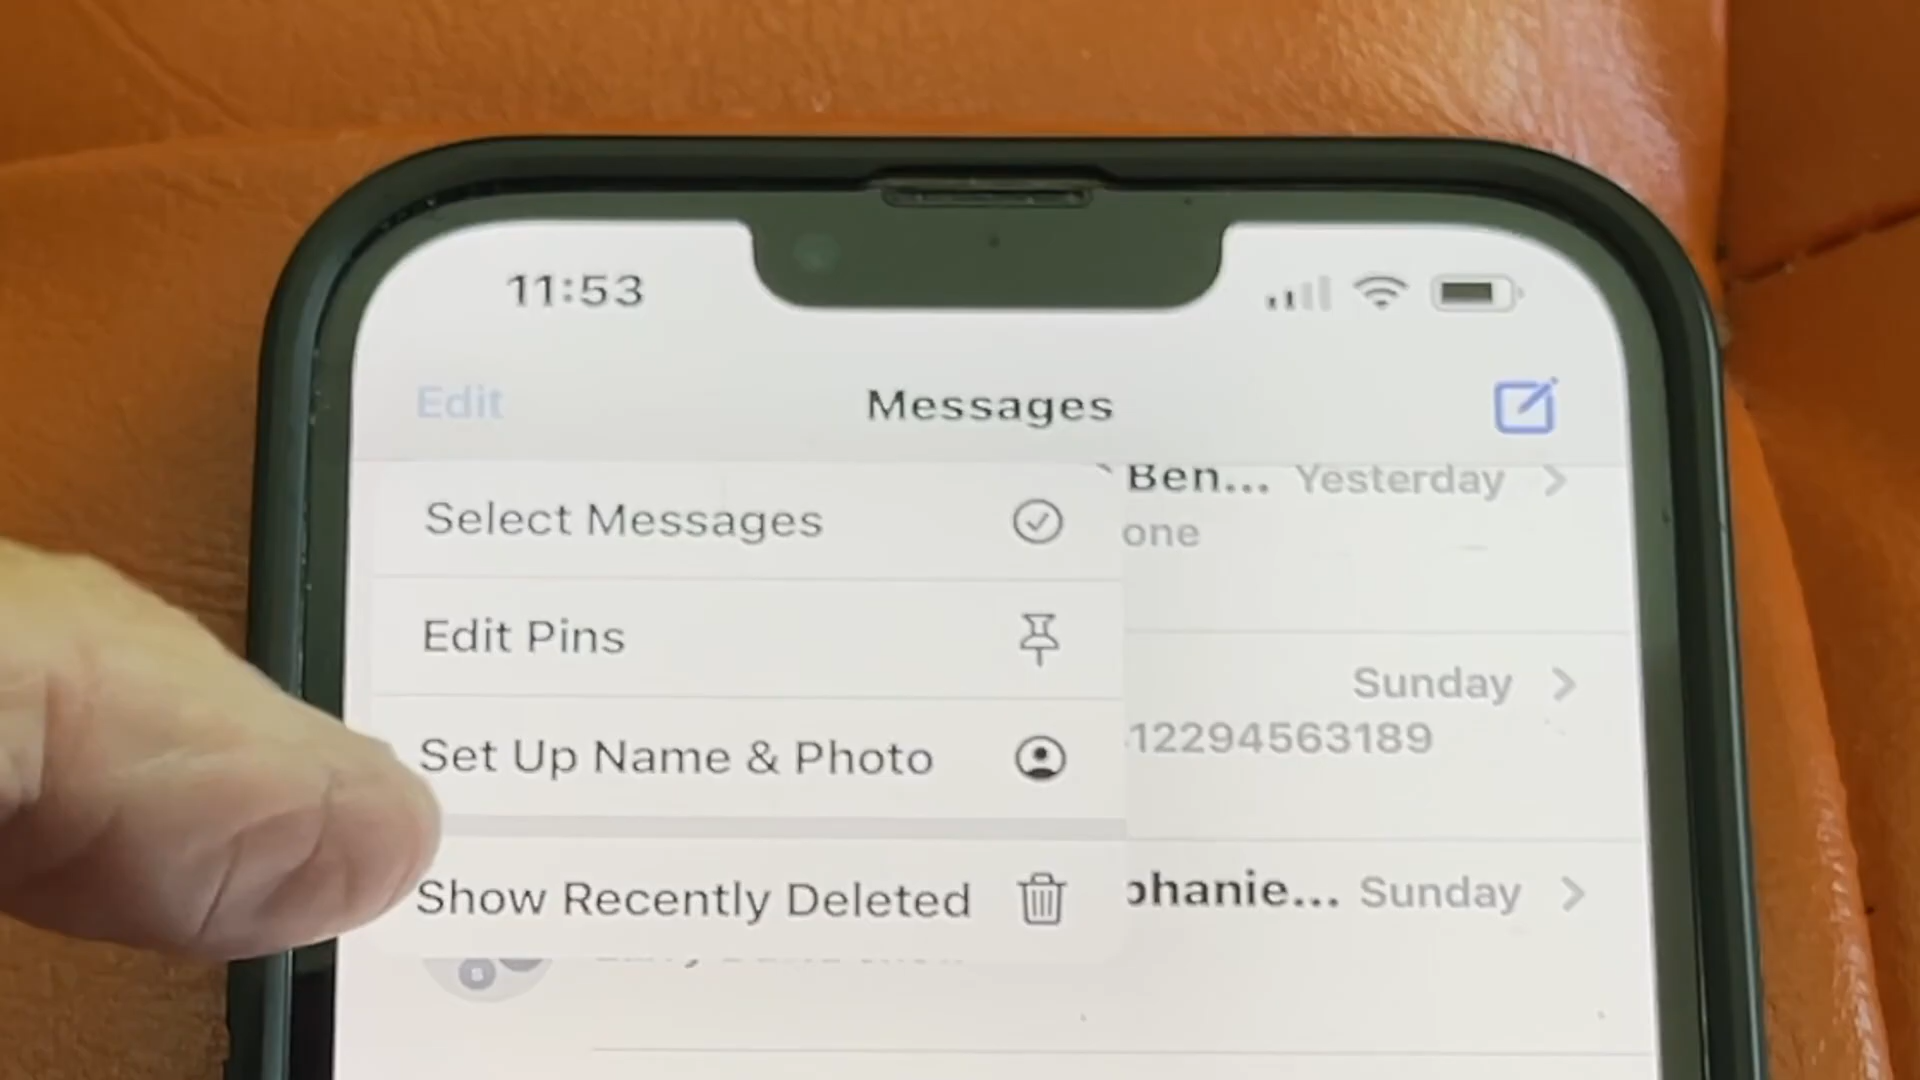 11:53
Edit
Messages
Ben... Yesterday
one
Select Messages
Edit Pins
Sunday
12294563189
Set Up Name & Photo
phanie... Sunday
Show Recently Deleted
S